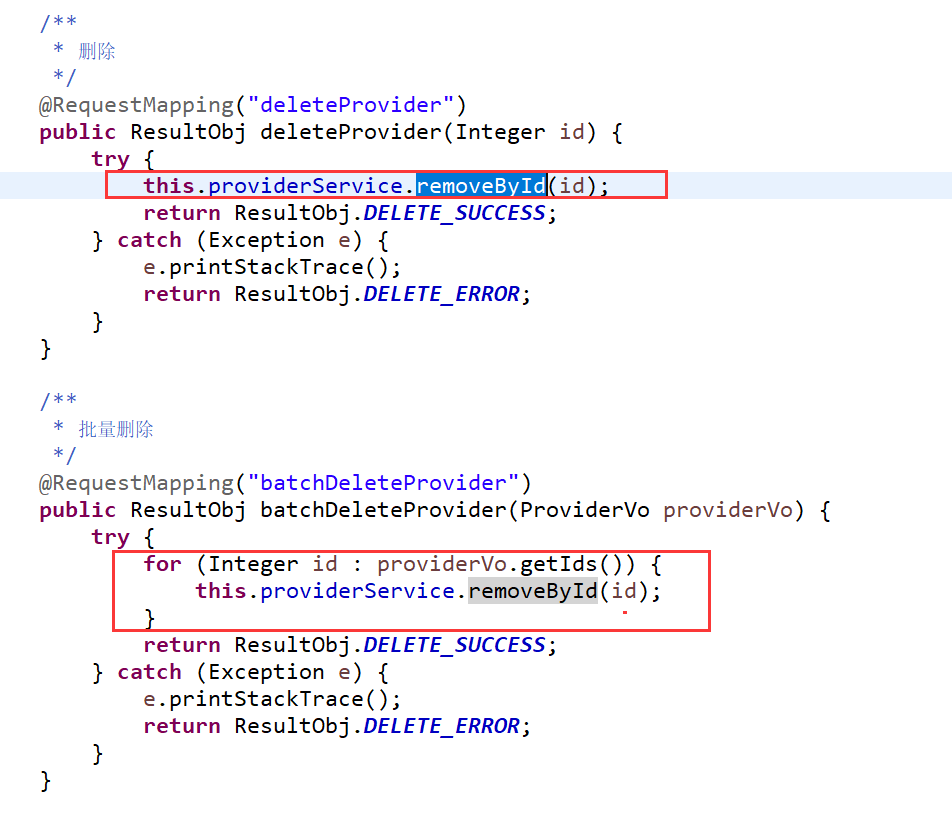 /**
 * 删除
 */
@RequestMapping("deleteProvider")
public ResultObj deleteProvider(Integer id) {
    try {
        this.providerService.removeById(id);
        return ResultObj.DELETE_SUCCESS;
    } catch (Exception e) {
        e.printStackTrace();
        return ResultObj.DELETE_ERROR;
    }
}

/**
 * 批量删除
 */
@RequestMapping("batchDeleteProvider")
public ResultObj batchDeleteProvider(ProviderVo providerVo) {
    try {
        for (Integer id : providerVo.getIds()) {
            this.providerService.removeById(id);
        }
        return ResultObj.DELETE_SUCCESS;
    } catch (Exception e) {
        e.printStackTrace();
        return ResultObj.DELETE_ERROR;
    }
}